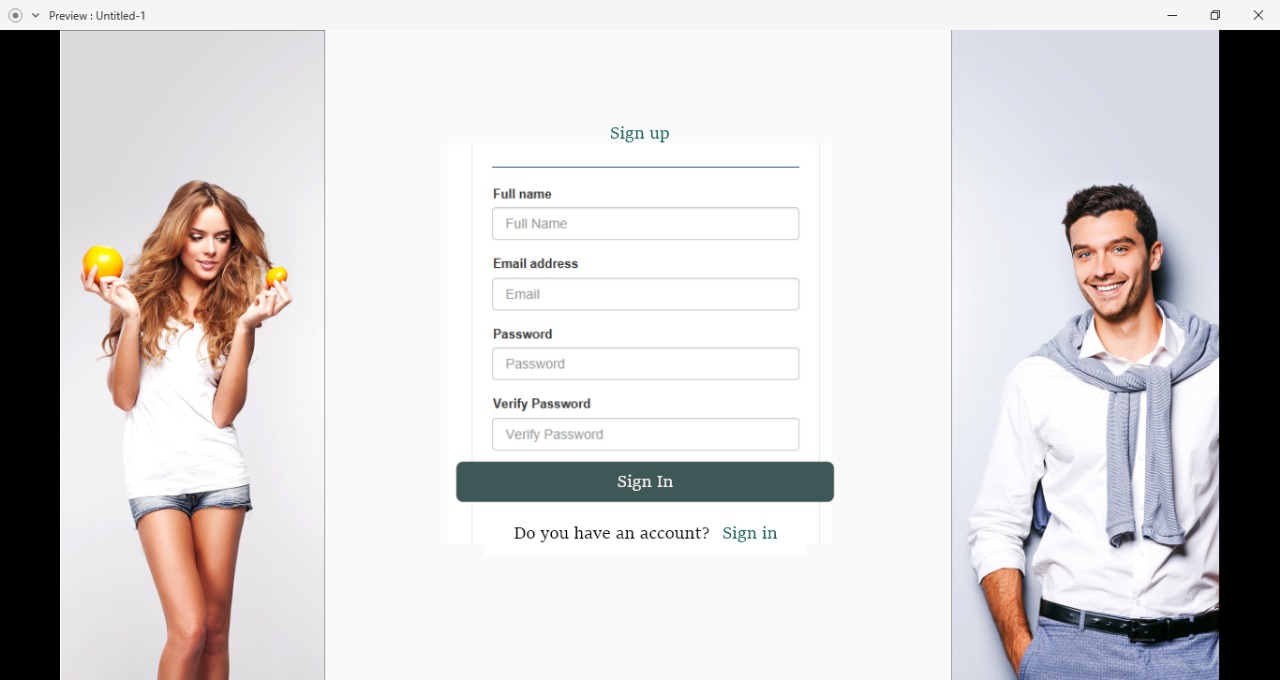 Preview : Untitled-1
Sign up
Full name
Full Name
Email address
Email
Password
Password
Verify Password
Verify Password
Sign In
Do you have an account? Sign in